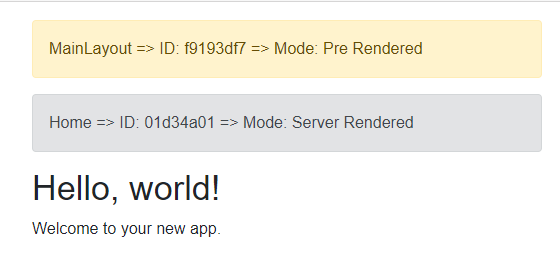 MainLayout => ID: f9193df7 => Mode: Pre Rendered
Home => ID: 01d34a01 => Mode: Server Rendered
Hello, world!
Welcome to your new app.